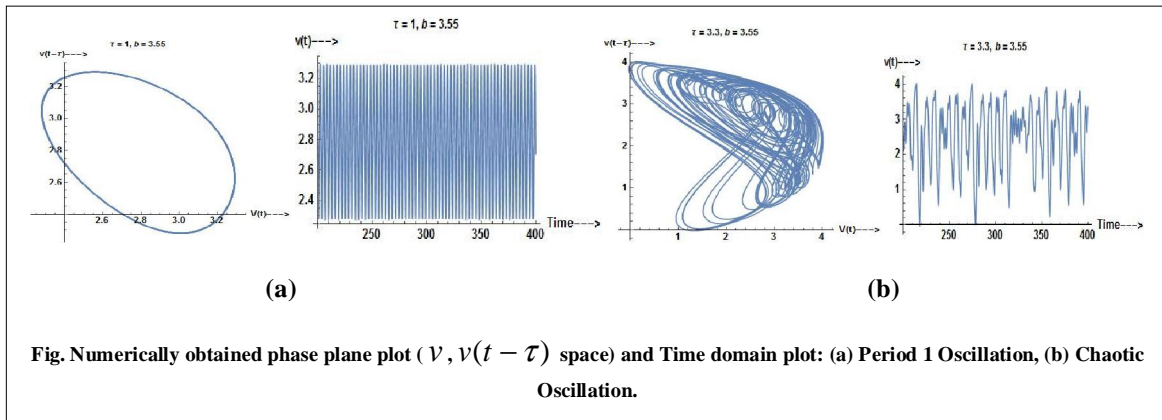 τ = 1, b = 3.55
v(t−τ)--->
3.2
3.0
2.8
2.6
2.6 2.8 3.0 3.2 V(t)--->
τ = 1, b = 3.55
v(t)--->
3.2
3.0
2.8
2.6
2.4
250 300 350 400 Time--->
(a)
τ = 3.3, b = 3.55
v(t−τ)--->
4
3
2
1
1 2 3 4
V(t)--->
τ = 3.3, b = 3.55
v(t)--->
4
3
2
1
250 300 350 400 Time--->
(b)
Fig. Numerically obtained phase plane plot ( v , v(t − τ) space) and Time domain plot: (a) Period 1 Oscillation, (b) Chaotic
Oscillation.